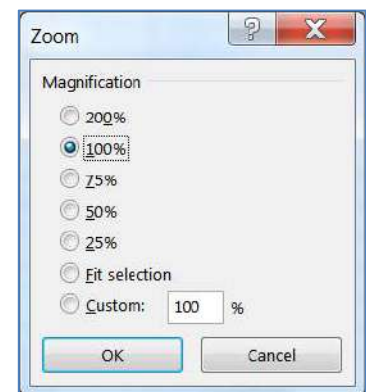 Zoom
Magnification
200%
100%
75%
50%
25%
Fit selection
Custom: 100 %
OK Cancel